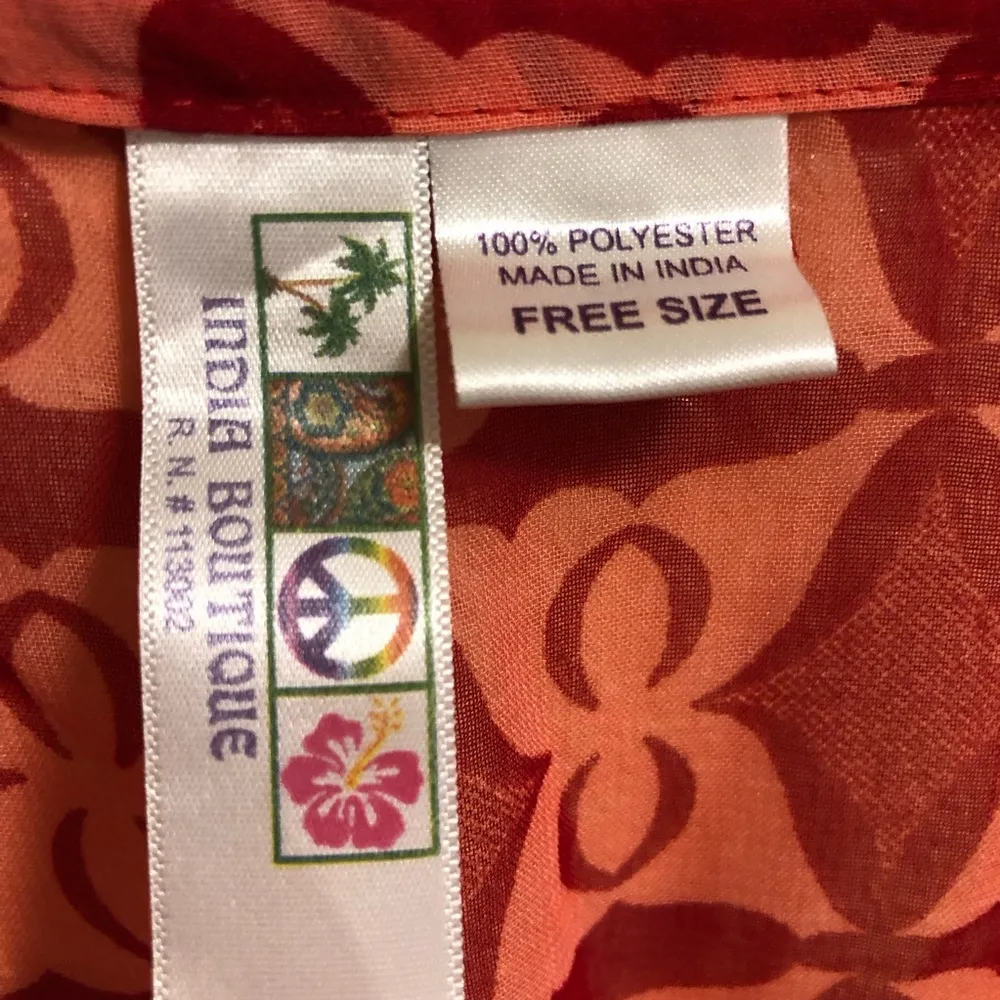 INDIA BOUTIQUE
R. N. # 113002
100% POLYESTER
MADE IN INDIA
FREE SIZE